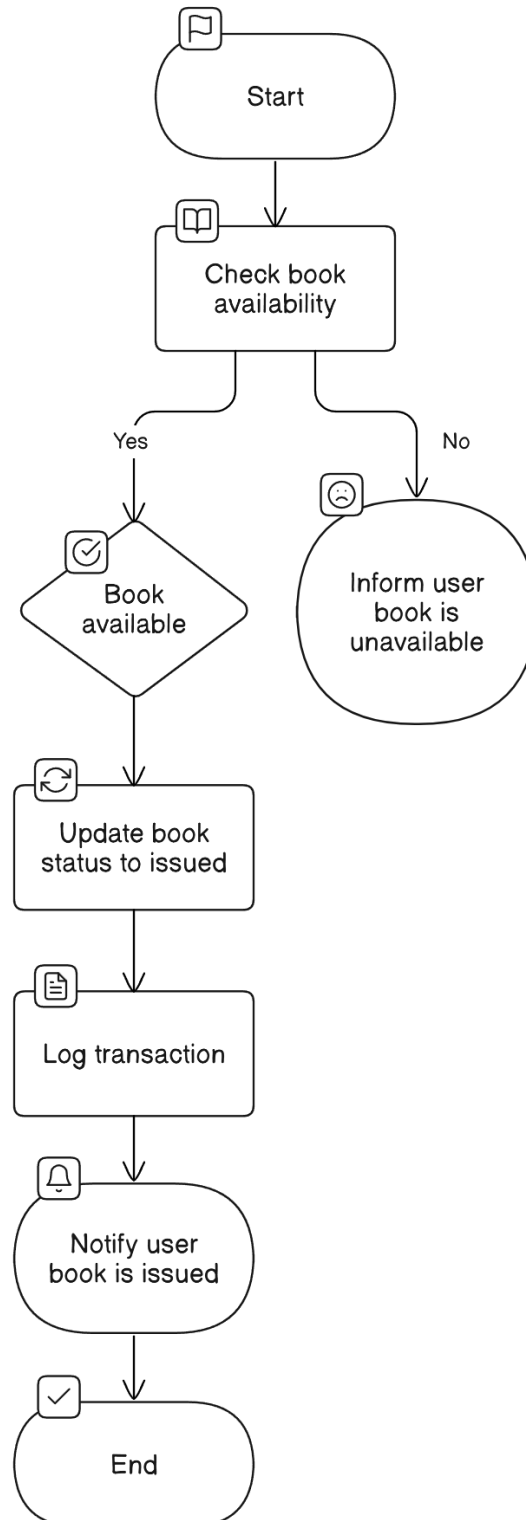 Start
Check book
availability
Yes
No
Book
available
Inform user
book is
unavailable
Update book
status to issued
Log transaction
Notify user
book is issued
End